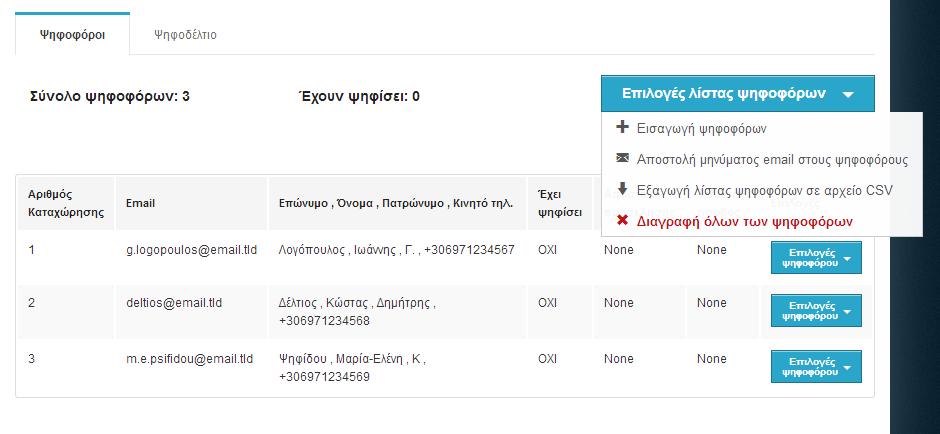 Ψηφοφόροι
Ψηφοδέλτιο
Σύνολο ψηφοφόρων: 3
Έχουν ψηφίσει: 0
Επιλογές λίστας ψηφοφόρων
Εισαγωγή ψηφοφόρων
Αποστολή μηνύματος email στους ψηφοφόρους
Εξαγωγή λίστας ψηφοφόρων σε αρχείο CSV
Διαγραφή όλων των ψηφοφόρων
Αριθμός
Καταχώρησης
Email
Επώνυμο , Όνομα , Πατρώνυμο , Κινητό τηλ.
Έχει
ψηφίσει
1
g.logopoulos@email.tld
Λογόπουλος , Ιωάννης , Γ. , +306971234567
ΟΧΙ
None
None
Επιλογές
ψηφοφόρου
2
deltios@email.tld
Δέλτιος , Κώστας , Δημήτρης ,
+306971234568
ΟΧΙ
None
None
Επιλογές
ψηφοφόρου
3
m.e.psifidou@email.tld
Ψηφίδου , Μαρία-Ελένη , Κ ,
+306971234569
ΟΧΙ
None
None
Επιλογές
ψηφοφόρου